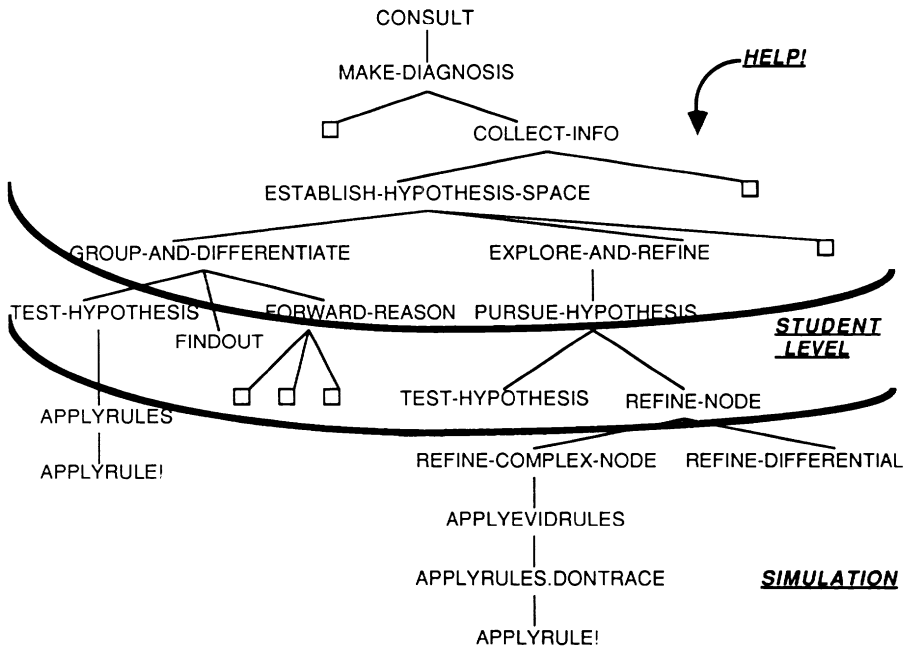 CONSULT
HELP!
MAKE-DIAGNOSIS
COLLECT-INFO
ESTABLISH-HYPOTHESIS-SPACE
GROUP-AND-DIFFERENTIATE
EXPLORE-AND-REFINE
TEST-HYPOTHESIS
FORWARD-REASON
PURSUE-HYPOTHESIS
FINDOUT
STUDENT
LEVEL
TEST-HYPOTHESIS
REFINE-NODE
APPLYRULES
APPLYRULE!
REFINE-COMPLEX-NODE
REFINE-DIFFERENTIAL
APPLYEVIDRULES
APPLYRULES.DONTRACE
SIMULATION
APPLYRULE!